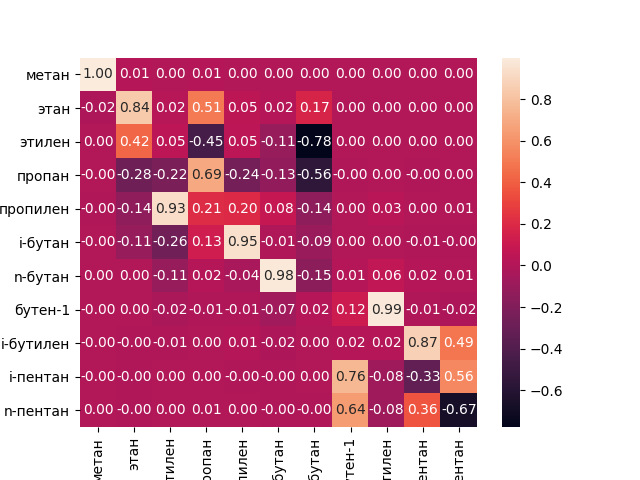 метан 1.00 0.01 0.00 0.01 0.00 0.00 0.00 0.00 0.00 0.00 0.00
этан -0.02 0.84 0.02 0.51 0.05 0.02 0.17 0.00 0.00 0.00 0.00
этилен 0.00 0.42 0.05 -0.45 0.05 -0.11 -0.78 0.00 0.00 0.00 0.00
пропан -0.00 -0.28 -0.22 0.69 -0.24 -0.13 -0.56 -0.00 0.00 -0.00 0.00
пропилен -0.00 -0.14 0.93 0.21 0.20 0.08 -0.14 0.00 0.03 0.00 0.01
i-бутан -0.00 -0.11 -0.26 0.13 0.95 -0.01 -0.09 0.00 0.00 -0.01 -0.00
n-бутан 0.00 0.00 -0.11 0.02 -0.04 0.98 -0.15 0.01 0.06 0.02 0.01
бутен-1 -0.00 0.00 -0.02 -0.01 -0.01 -0.07 0.02 0.12 0.99 -0.01 -0.02
i-бутилен -0.00 -0.00 -0.01 0.00 0.01 -0.02 0.00 0.02 0.02 0.87 0.49
i-пентан -0.00 -0.00 0.00 0.00 -0.00 -0.00 -0.00 0.76 -0.08 -0.33 0.56
n-пентан 0.00 -0.00 0.00 0.01 0.00 -0.00 -0.00 0.64 -0.08 0.36 -0.67
метан этан тилен ропан пилен бутан бутан утен-1 тилен ентан ентан
0.8
0.6
0.4
0.2
0.0
−0.2
−0.4
−0.6